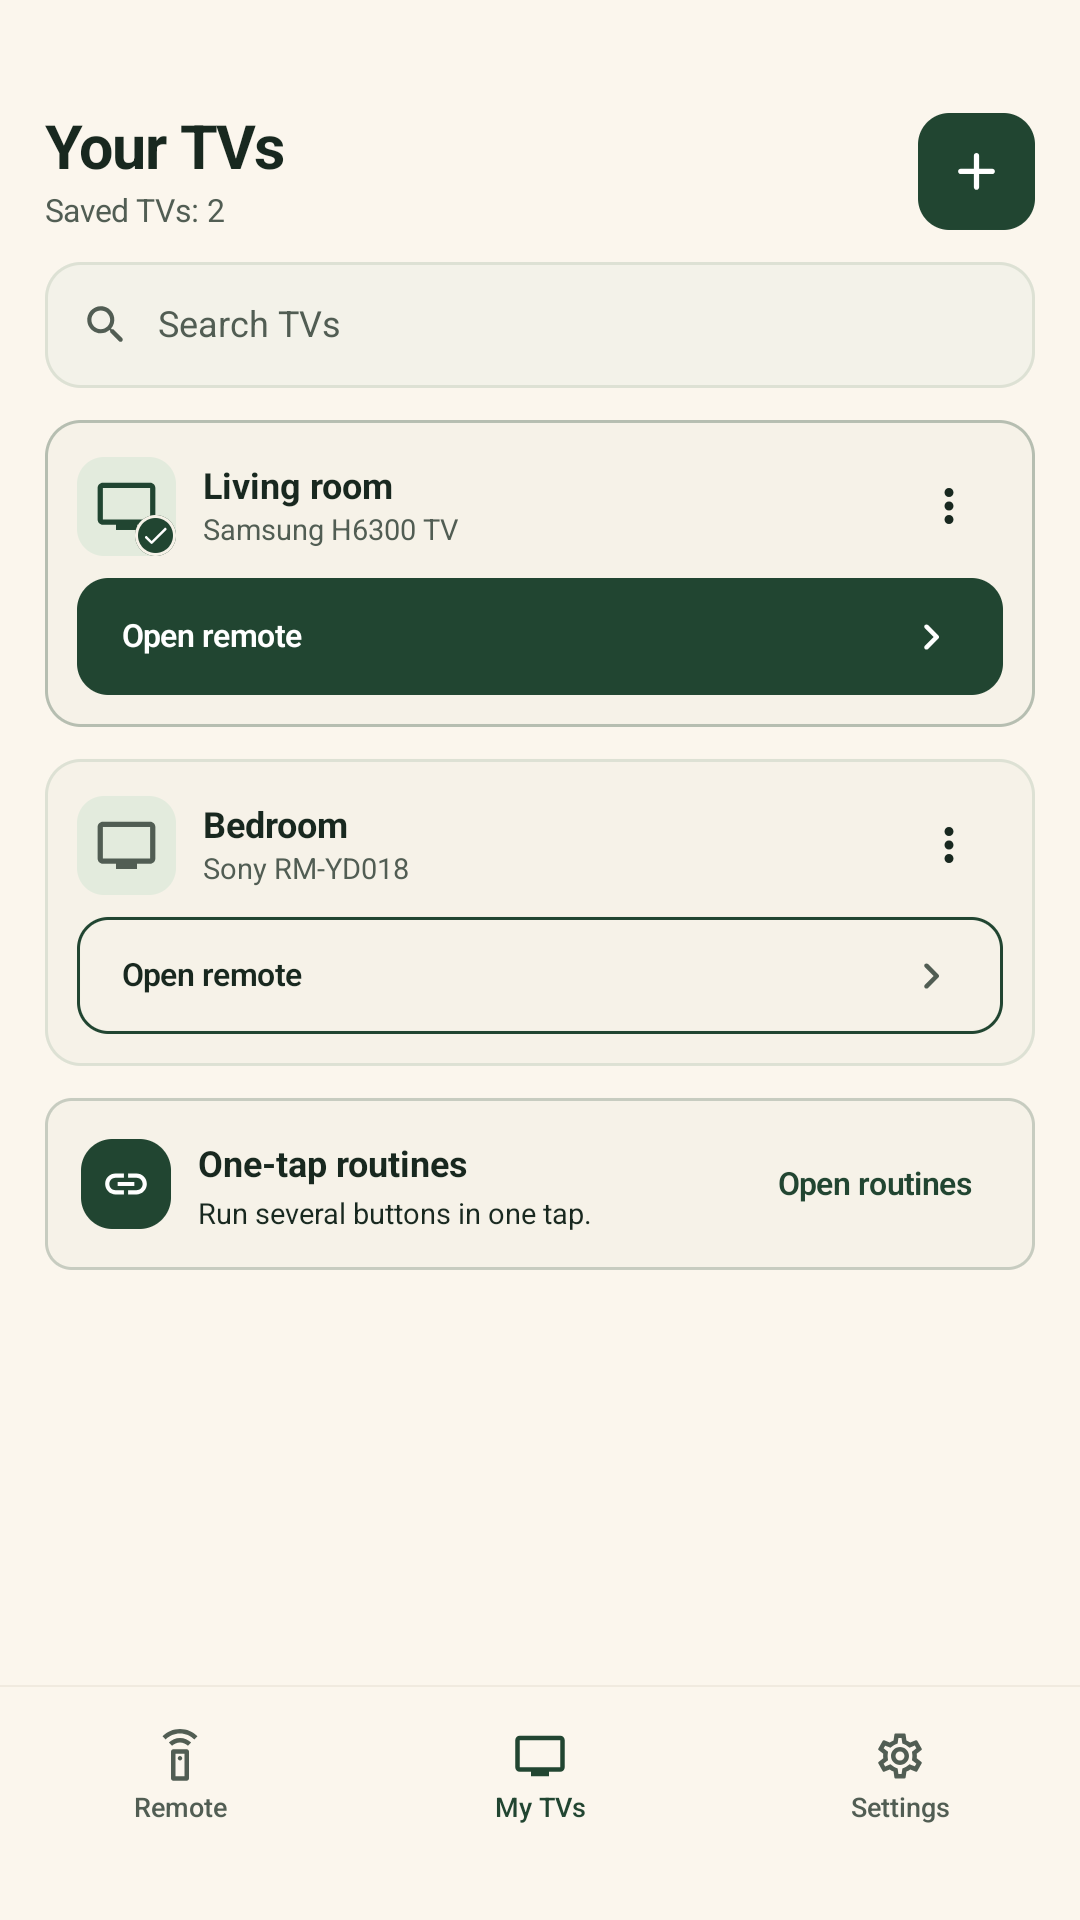 Your TVs
Saved TVs: 2
Search TVs
Living room
Samsung H6300 TV
Open remote
Bedroom
Sony RM-YD018
Open remote
One-tap routines
Run several buttons in one tap.
Open routines
Remote
My TVs
Settings